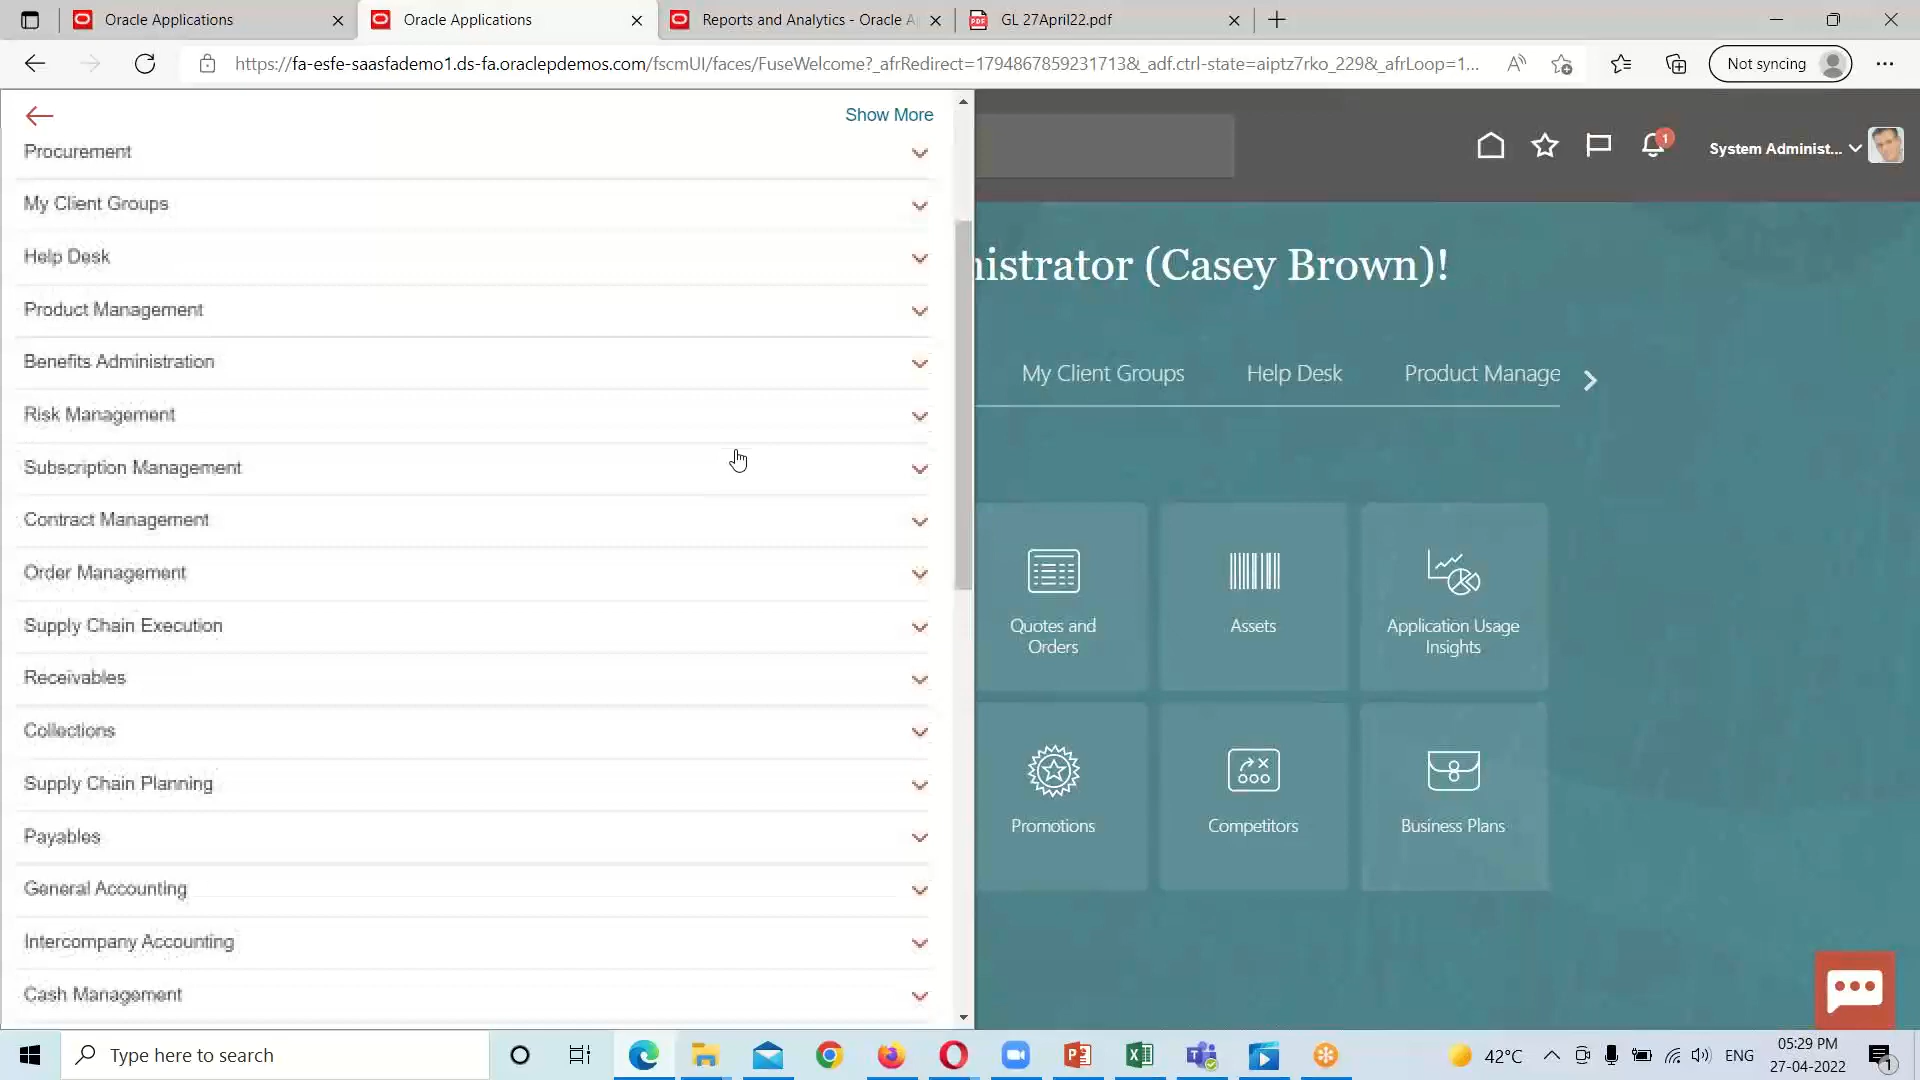 Oracle Applications
Oracle Applications
Reports and Analytics - Oracle A
GL 27April22.pdf
https://fa-esfe-saasfademo1.ds-fa.oraclepdemos.com/fscmUI/faces/FuseWelcome?_afrRedirect=1794867859231713&_adf.ctrl-state=aiptz7rko_229&_afrLoop=1...
Not syncing
Show More
Procurement
My Client Groups
Help Desk
Product Management
Benefits Administration
Risk Management
Subscription Management
Contract Management
Order Management
Supply Chain Execution
Receivables
Collections
Supply Chain Planning
Payables
General Accounting
Intercompany Accounting
Cash Management
1
System Administ...
nistrator (Casey Brown)!
My Client Groups
Help Desk
Product Manage
Quotes and
Orders
Assets
Application Usage
Insights
Promotions
Competitors
Business Plans
Type here to search
42°C
ENG
05:29 PM
27-04-2022
1